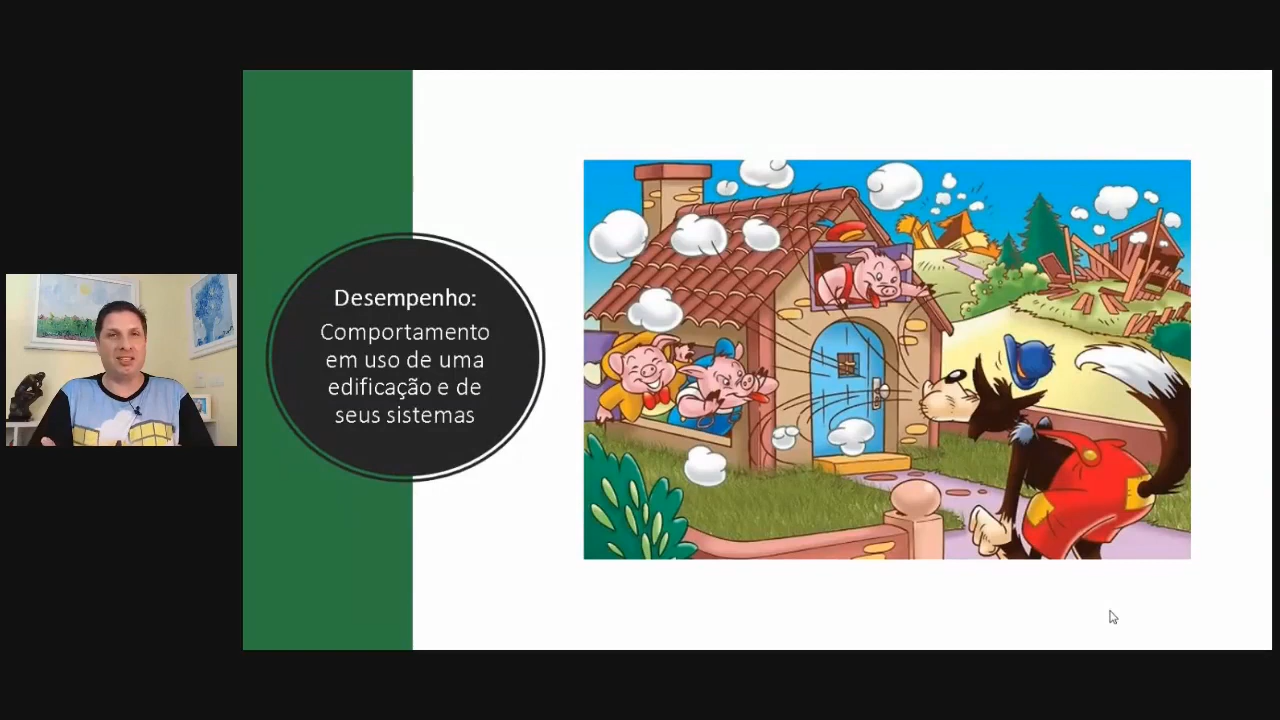 Desempenho:
Comportamento
em uso de uma
edificação e de
seus sistemas